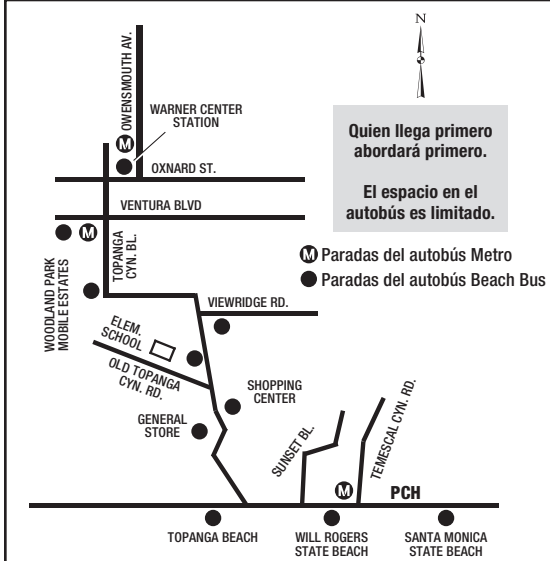 N
OWENSMOUTH AV.
WARNER CENTER
STATION
M
OXNARD ST.
VENTURA BLVD
M
TOPANGA
CYN. BL.
WOODLAND PARK
MOBILE ESTATES
Quien llega primero
abordará primero.
El espacio en el
autobús es limitado.
M Paradas del autobús Metro
Paradas del autobús Beach Bus
VIEWRIDGE RD.
ELEM.
SCHOOL
OLD TOPANGA
CYN. RD.
SHOPPING
CENTER
GENERAL
STORE
SUNSET BL.
TEMESCAL CYN. RD.
M
PCH
TOPANGA BEACH
WILL ROGERS
STATE BEACH
SANTA MONICA
STATE BEACH